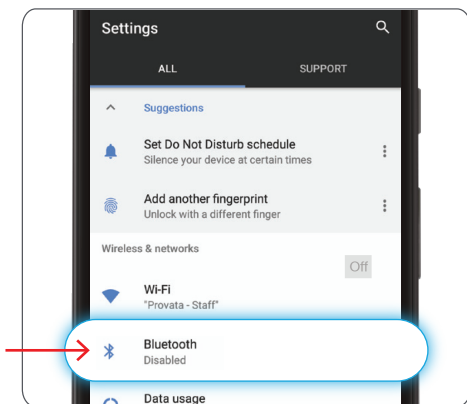 Settings
ALL
SUPPORT
Suggestions
Set Do Not Disturb schedule
Silence your device at certain times
Add another fingerprint
Unlock with a different finger
Wireless & networks
Off
Wi-Fi
"Provata - Staff"
Bluetooth
Disabled
Data usage